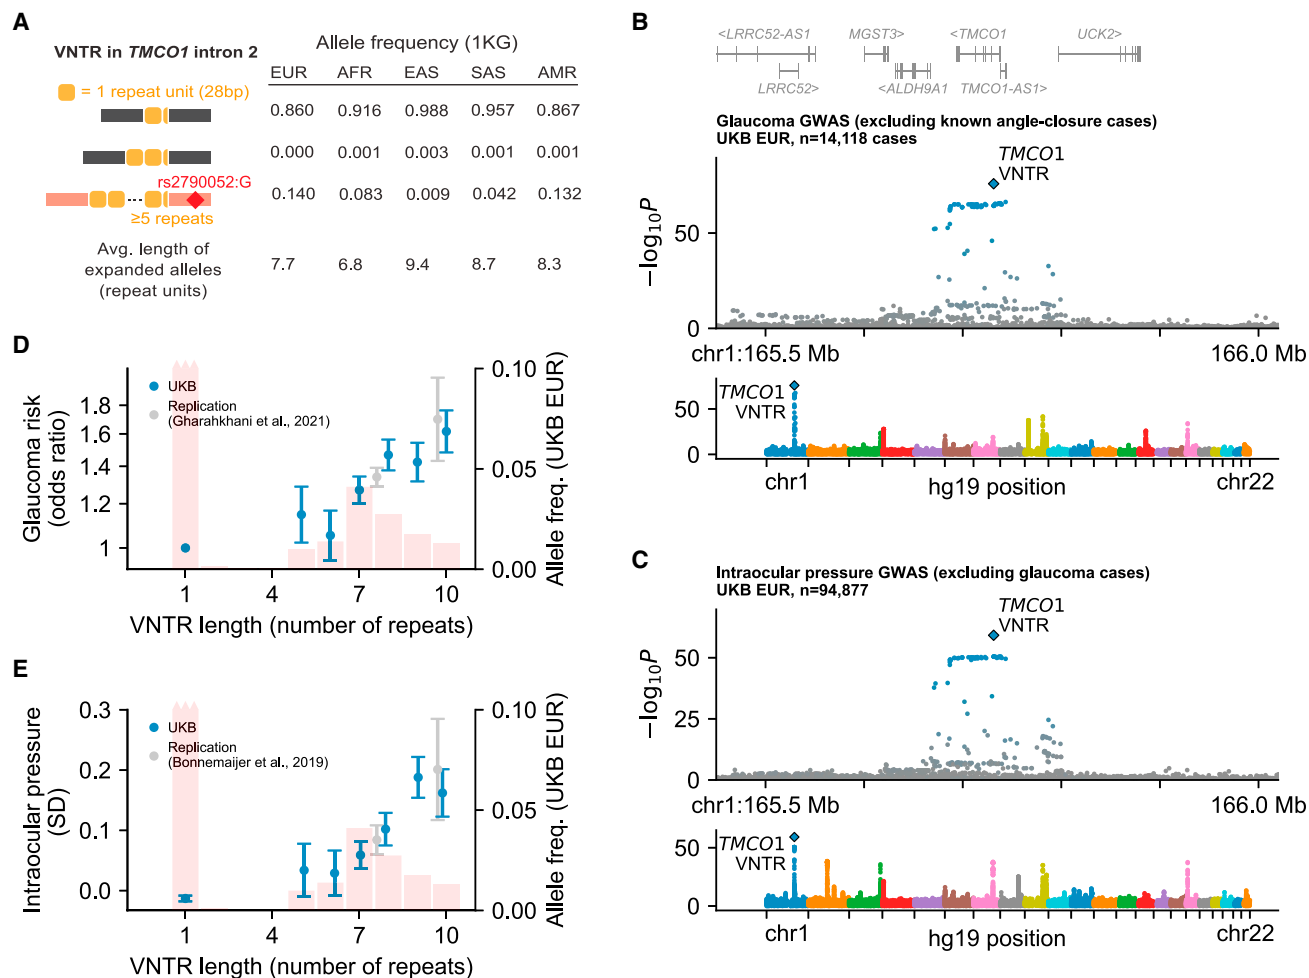 A
VNTR in TMCO1 intron 2
= 1 repeat unit (28bp)
rs2790052:G
≥5 repeats
Avg. length of
expanded alleles
(repeat units)
Allele frequency (1KG)
EUR AFR EAS SAS AMR
0.860 0.916 0.988 0.957 0.867
0.000 0.001 0.003 0.001 0.001
0.140 0.083 0.009 0.042 0.132
7.7 6.8 9.4 8.7 8.3
B
<LRRC52-AS1 MGST3> <TMCO1 UCK2>
LRRC52> <ALDH9A1 TMCO1-AS1>
Glaucoma GWAS (excluding known angle-closure cases)
UKB EUR, n=14,118 cases
TMCO1
VNTR
−log10P
50
0
chr1:165.5 Mb 166.0 Mb
TMCO1
VNTR
50
0
chr1 hg19 position chr22
C
Intraocular pressure GWAS (excluding glaucoma cases)
UKB EUR, n=94,877
TMCO1
VNTR
−log10P
50
25
0
chr1:165.5 Mb 166.0 Mb
TMCO1
VNTR
50
0
chr1 hg19 position chr22
D
Glaucoma risk
(odds ratio)
1.8
1.6
1.4
1.2
1
UKB
Replication
(Gharahkhani et al., 2021)
0.10
0.05
0.00
Allele freq. (UKB EUR)
1 4 7 10
VNTR length (number of repeats)
E
Intraocular pressure
(SD)
0.3
0.2
0.1
0.0
UKB
Replication
(Bonnemaijer et al., 2019)
0.10
0.05
0.00
Allele freq. (UKB EUR)
1 4 7 10
VNTR length (number of repeats)